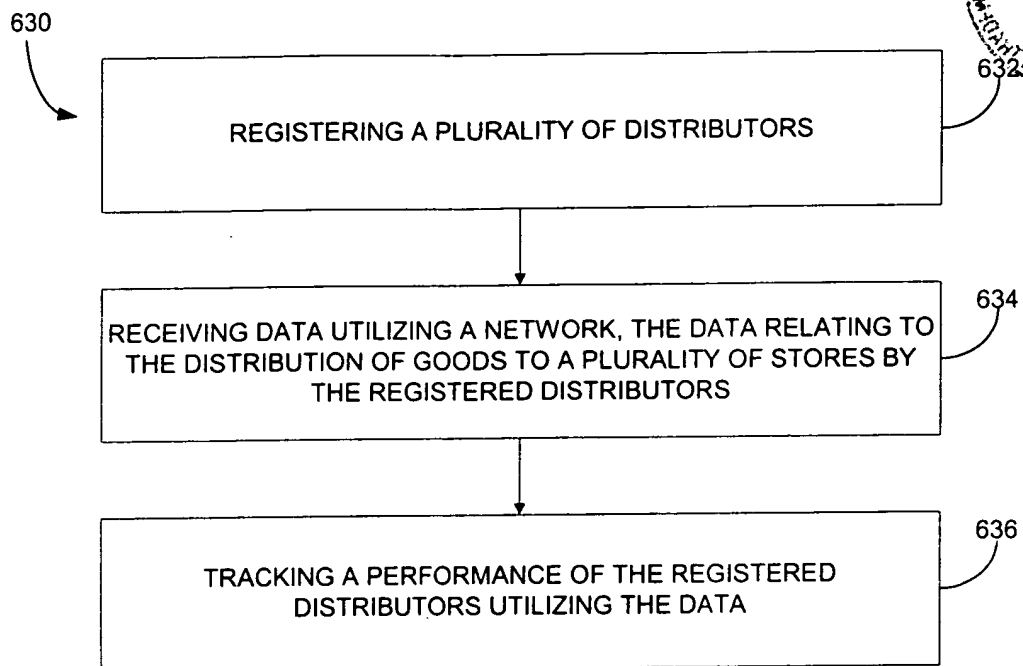 630
632
REGISTERING A PLURALITY OF DISTRIBUTORS
634
RECEIVING DATA UTILIZING A NETWORK, THE DATA RELATING TO
THE DISTRIBUTION OF GOODS TO A PLURALITY OF STORES BY
THE REGISTERED DISTRIBUTORS
636
TRACKING A PERFORMANCE OF THE REGISTERED
DISTRIBUTORS UTILIZING THE DATA